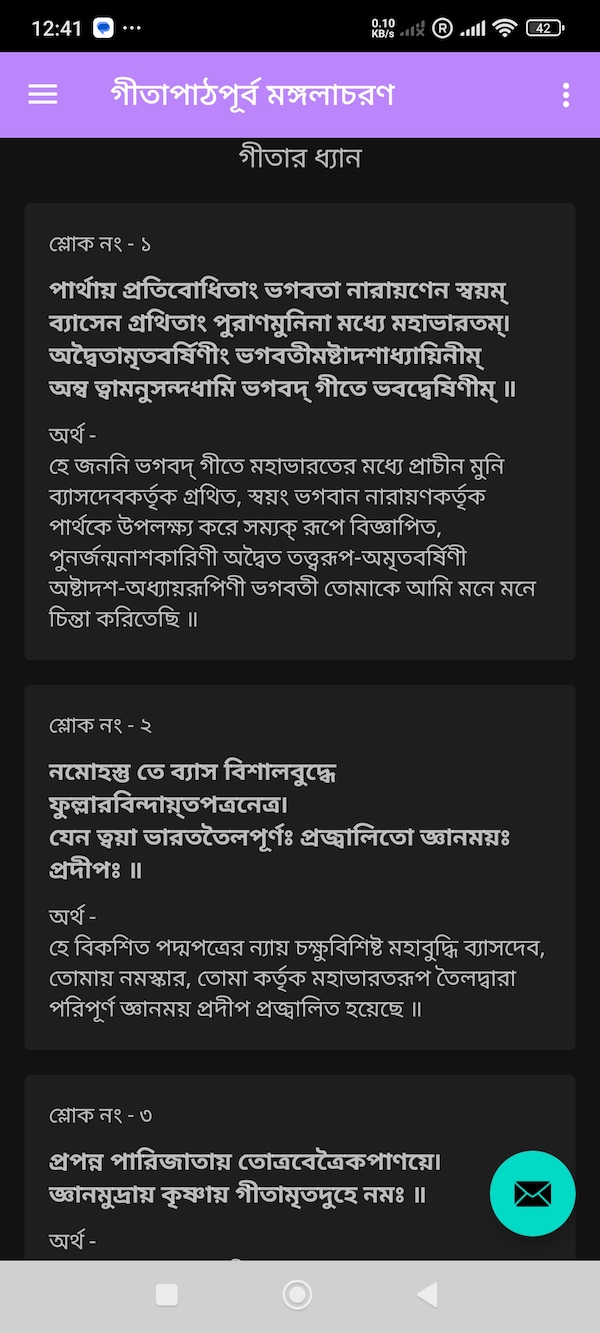 12:41
0.10
KB/s
R
42
গীতাপাঠপূর্ব মঙ্গলাচরণ
গীতার ধ্যান
শ্লোক নং - ১
পার্থায় প্রতিবোধিতাং ভগবতা নারায়ণেন স্বয়ম্
ব্যাসেন গ্রথিতাং পুরাণমুনিনা মধ্যে মহাভারতম্।
অদ্বৈতামৃতবর্ষিণীং ভগবতীমষ্টাদশাধ্যায়িনীম্
অম্ব ত্বামনুসন্দধামি ভগবদ্ গীতে ভবদ্বেষিণীম্ ॥
অর্থ -
হে জননি ভগবদ্ গীতে মহাভারতের মধ্যে প্রাচীন মুনি
ব্যাসদেবকর্তৃক গ্রথিত, স্বয়ং ভগবান নারায়ণকর্তৃক
পার্থকে উপলক্ষ্য করে সম্যক্ রূপে বিজ্ঞাপিত,
পুনর্জন্মনাশকারিণী অদ্বৈত তত্ত্বরূপ-অমৃতবর্ষিণী
অষ্টাদশ-অধ্যায়রূপিণী ভগবতী তোমাকে আমি মনে মনে
চিন্তা করিতেছি ॥
শ্লোক নং - ২
নমোহস্তু তে ব্যাস বিশালবুদ্ধে
ফুল্লারবিন্দায়্তপত্রনেত্র।
যেন ত্বয়া ভারততৈলপূর্ণঃ প্রজ্বালিতো জ্ঞানময়ঃ
প্রদীপঃ ॥
অর্থ -
হে বিকশিত পদ্মপত্রের ন্যায় চক্ষুবিশিষ্ট মহাবুদ্ধি ব্যাসদেব,
তোমায় নমস্কার, তোমা কর্তৃক মহাভারতরূপ তৈলদ্বারা
পরিপূর্ণ জ্ঞানময় প্রদীপ প্রজ্বালিত হয়েছে ॥
শ্লোক নং - ৩
প্রপন্ন পারিজাতায় তোত্রবেত্রৈকপাণয়ে।
জ্ঞানমুদ্রায় কৃষ্ণায় গীতামৃতদুহে নমঃ ॥
অর্থ -